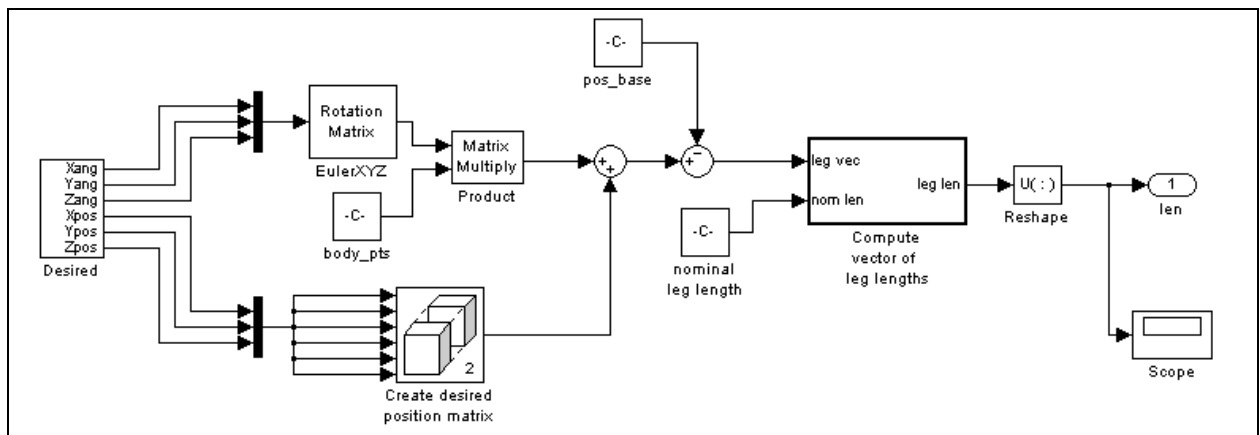 -C-
pos_base
Rotation
Matrix
EulerXYZ
Matrix
Multiply
Product
-C-
body_pts
Xang
Yang
Zang
Xpos
Ypos
Zpos
Desired
2
Create desired
position matrix
+
+
+
−
-C-
nominal
leg length
leg vec
nom len
leg len
Compute
vector of
leg lengths
U(:)
Reshape
1
len
Scope